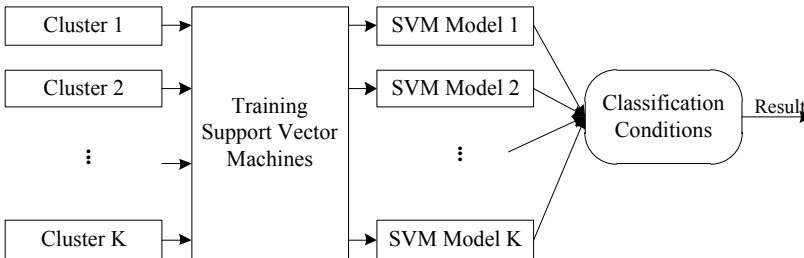 Cluster 1
Cluster 2
...
Cluster K
Training
Support Vector
Machines
SVM Model 1
SVM Model 2
...
SVM Model K
Classification
Conditions
Result